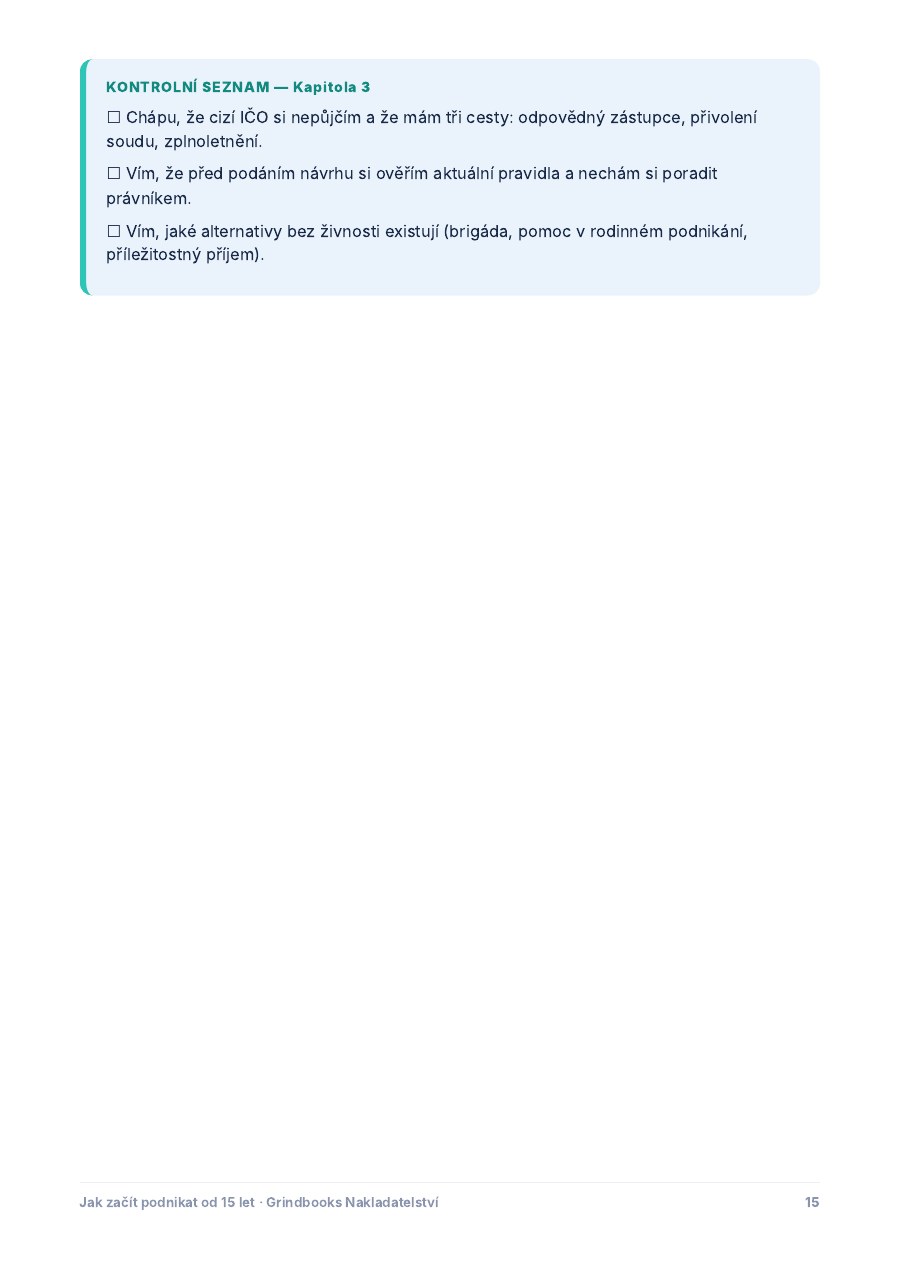 KONTROLNÍ SEZNAM — Kapitola 3
☐ Chápu, že cizí IČO si nepůjčím a že mám tři cesty: odpovědný zástupce, přivolení
soudu, zplnoletnění.
☐ Vím, že před podáním návrhu si ověřím aktuální pravidla a nechám si poradit
právníkem.
☐ Vím, jaké alternativy bez živnosti existují (brigáda, pomoc v rodinném podnikání,
příležitostný příjem).
Jak začít podnikat od 15 let · Grindbooks Nakladatelství
15